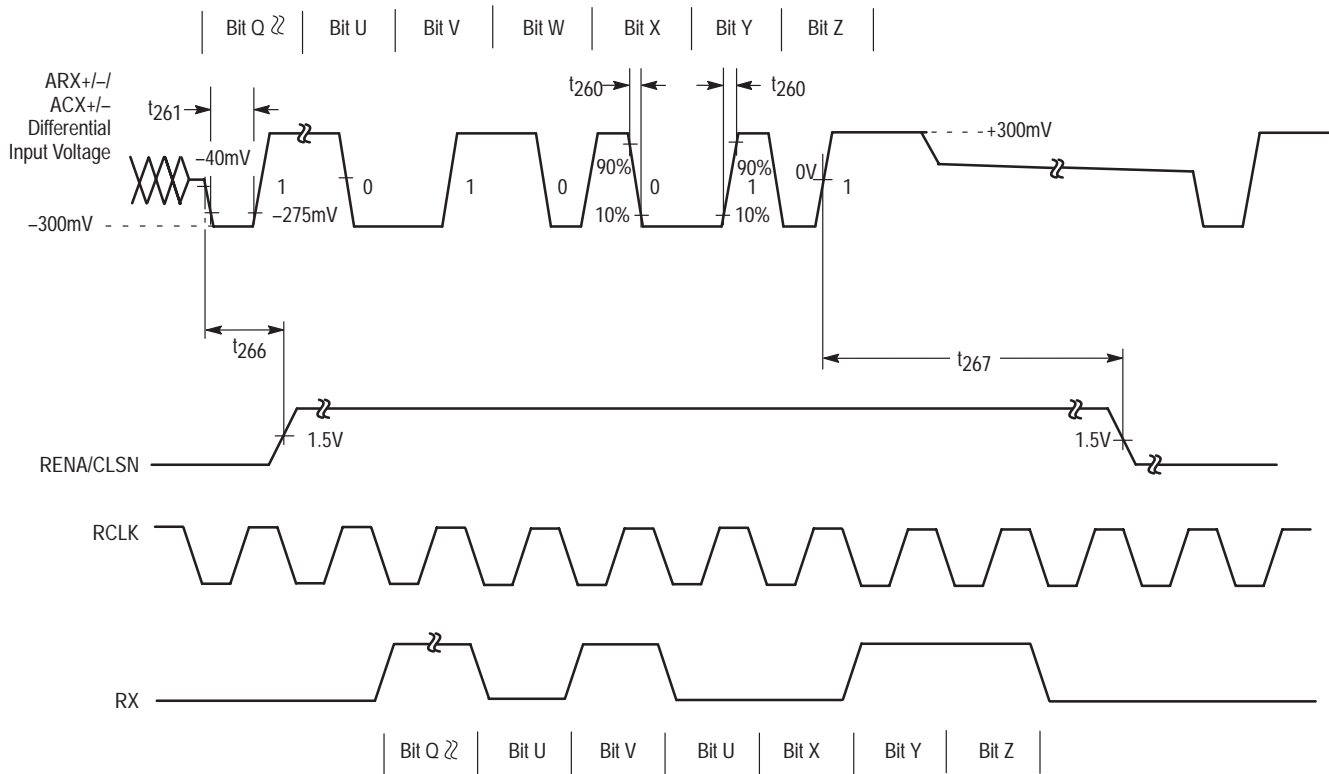 Bit Q Bit U Bit V Bit W Bit X Bit Y Bit Z
ARX+/–/
ACX+/–
Differential
Input Voltage
t261
t260
t260
–40mV
+300mV
90%
90%
0V
1
0
1
0
0
1
1
–275mV
10%
10%
–300mV
t266
t267
1.5V
1.5V
RENA/CLSN
RCLK
RX
Bit Q Bit U Bit V Bit U Bit X Bit Y Bit Z